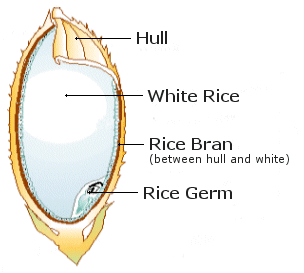 Hull
White Rice
Rice Bran
(between hull and white)
Rice Germ